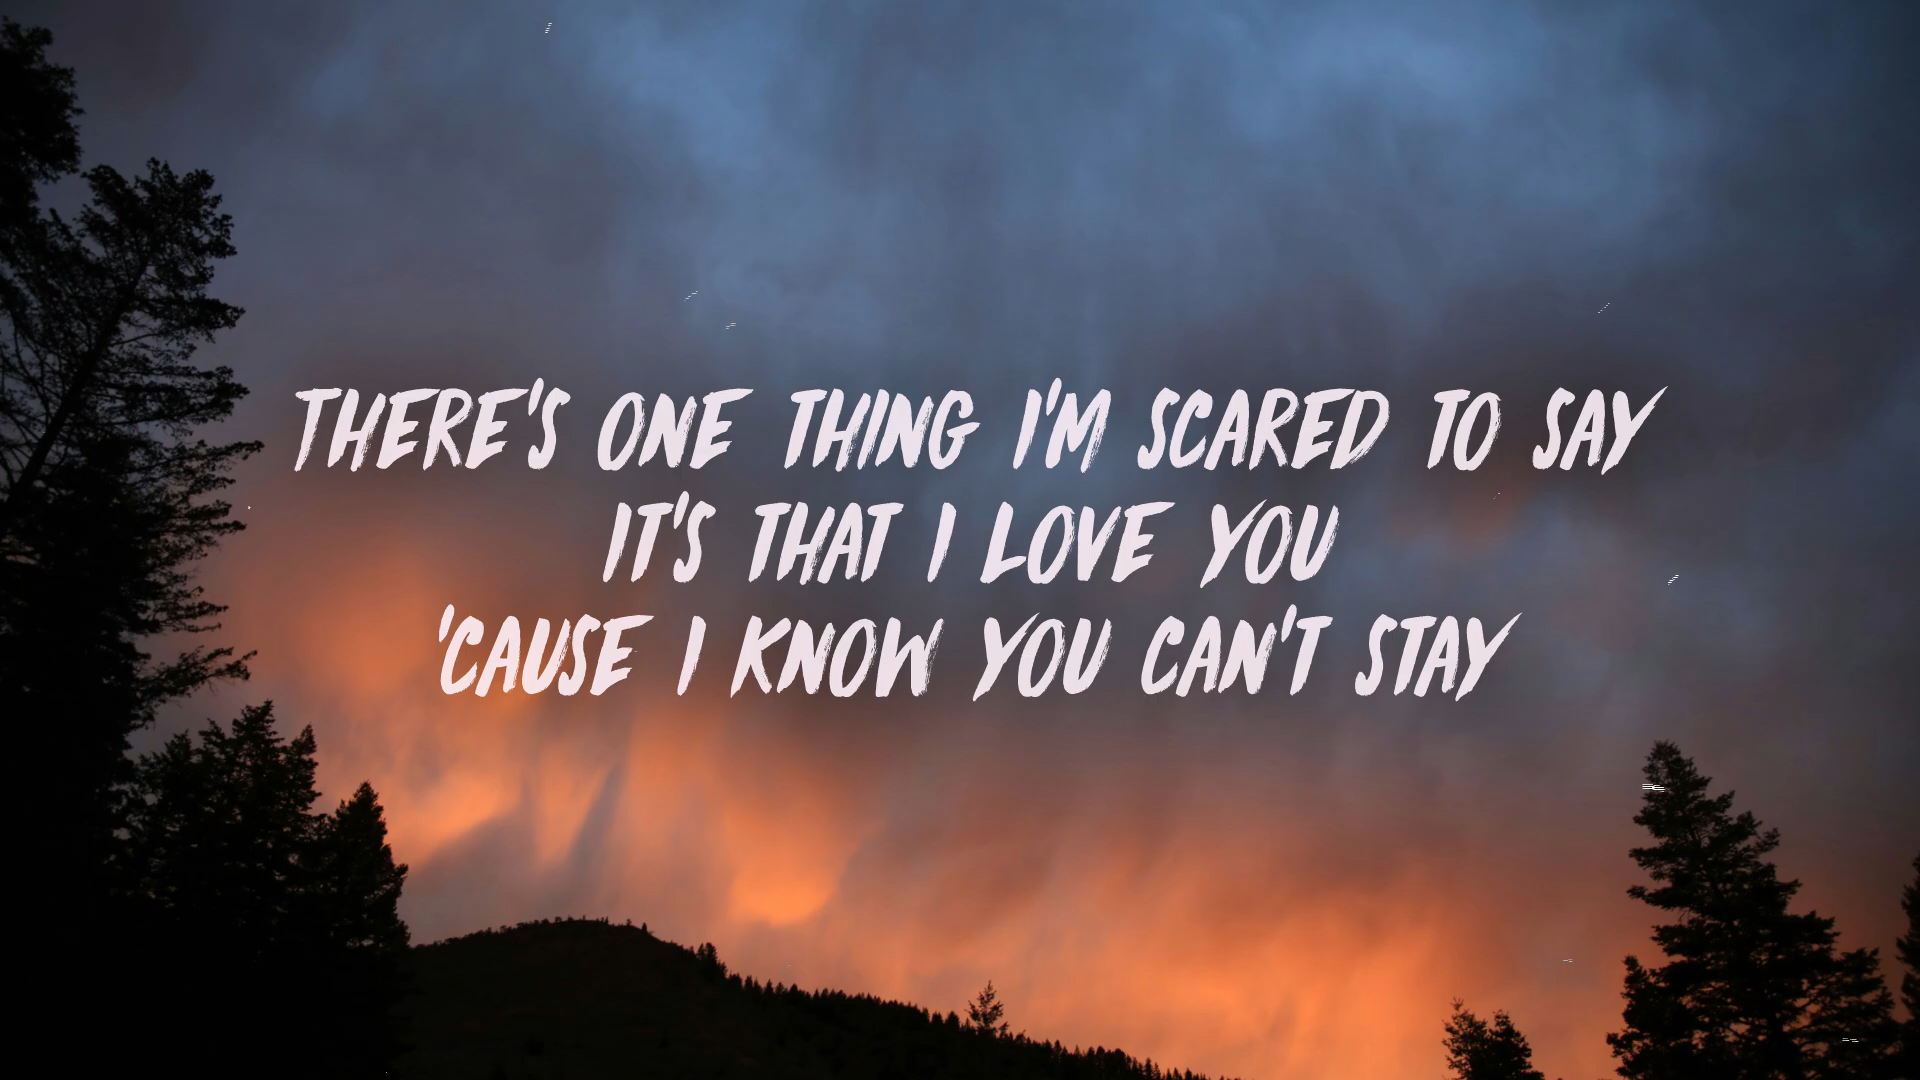 THERE'S ONE THING I'M SCARED TO SAY
IT'S THAT I LOVE YOU
'CAUSE I KNOW YOU CAN'T STAY